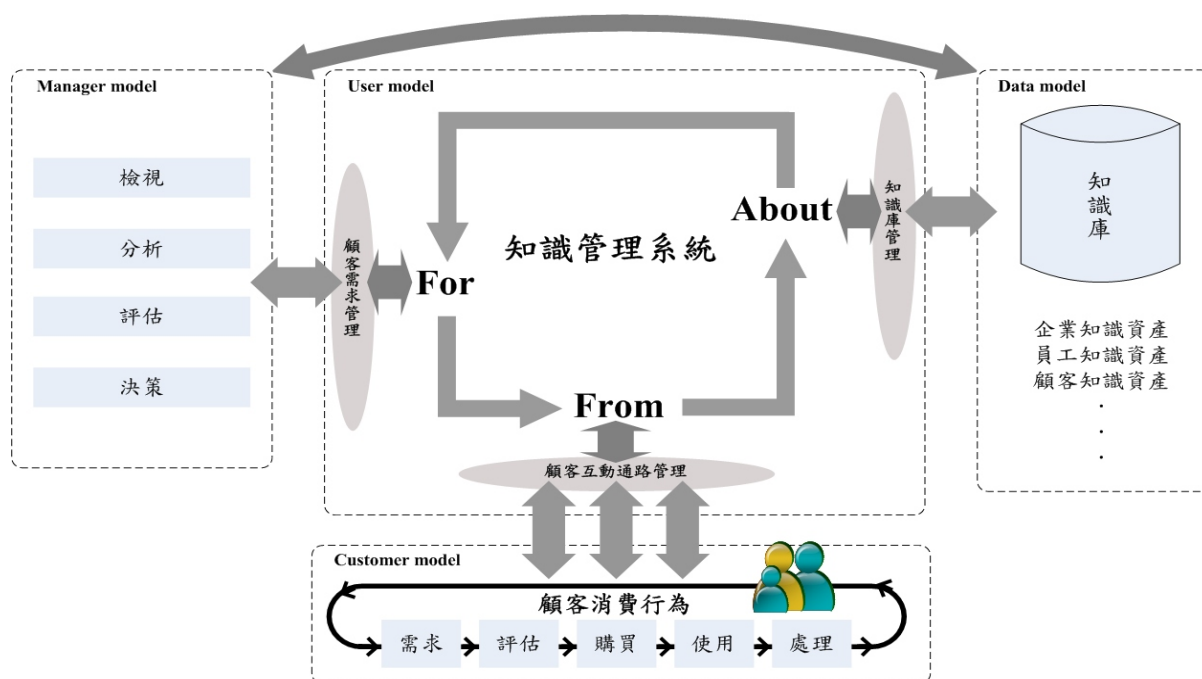 Manager model
檢視
分析
評估
決策
User model
知識管理系統
About
For
From
顧客需求管理
知識庫管理
顧客互動通路管理
Data model
知識庫
企業知識資產
員工知識資產
顧客知識資產
.
.
.
Customer model
顧客消費行為
需求
評估
購買
使用
處理